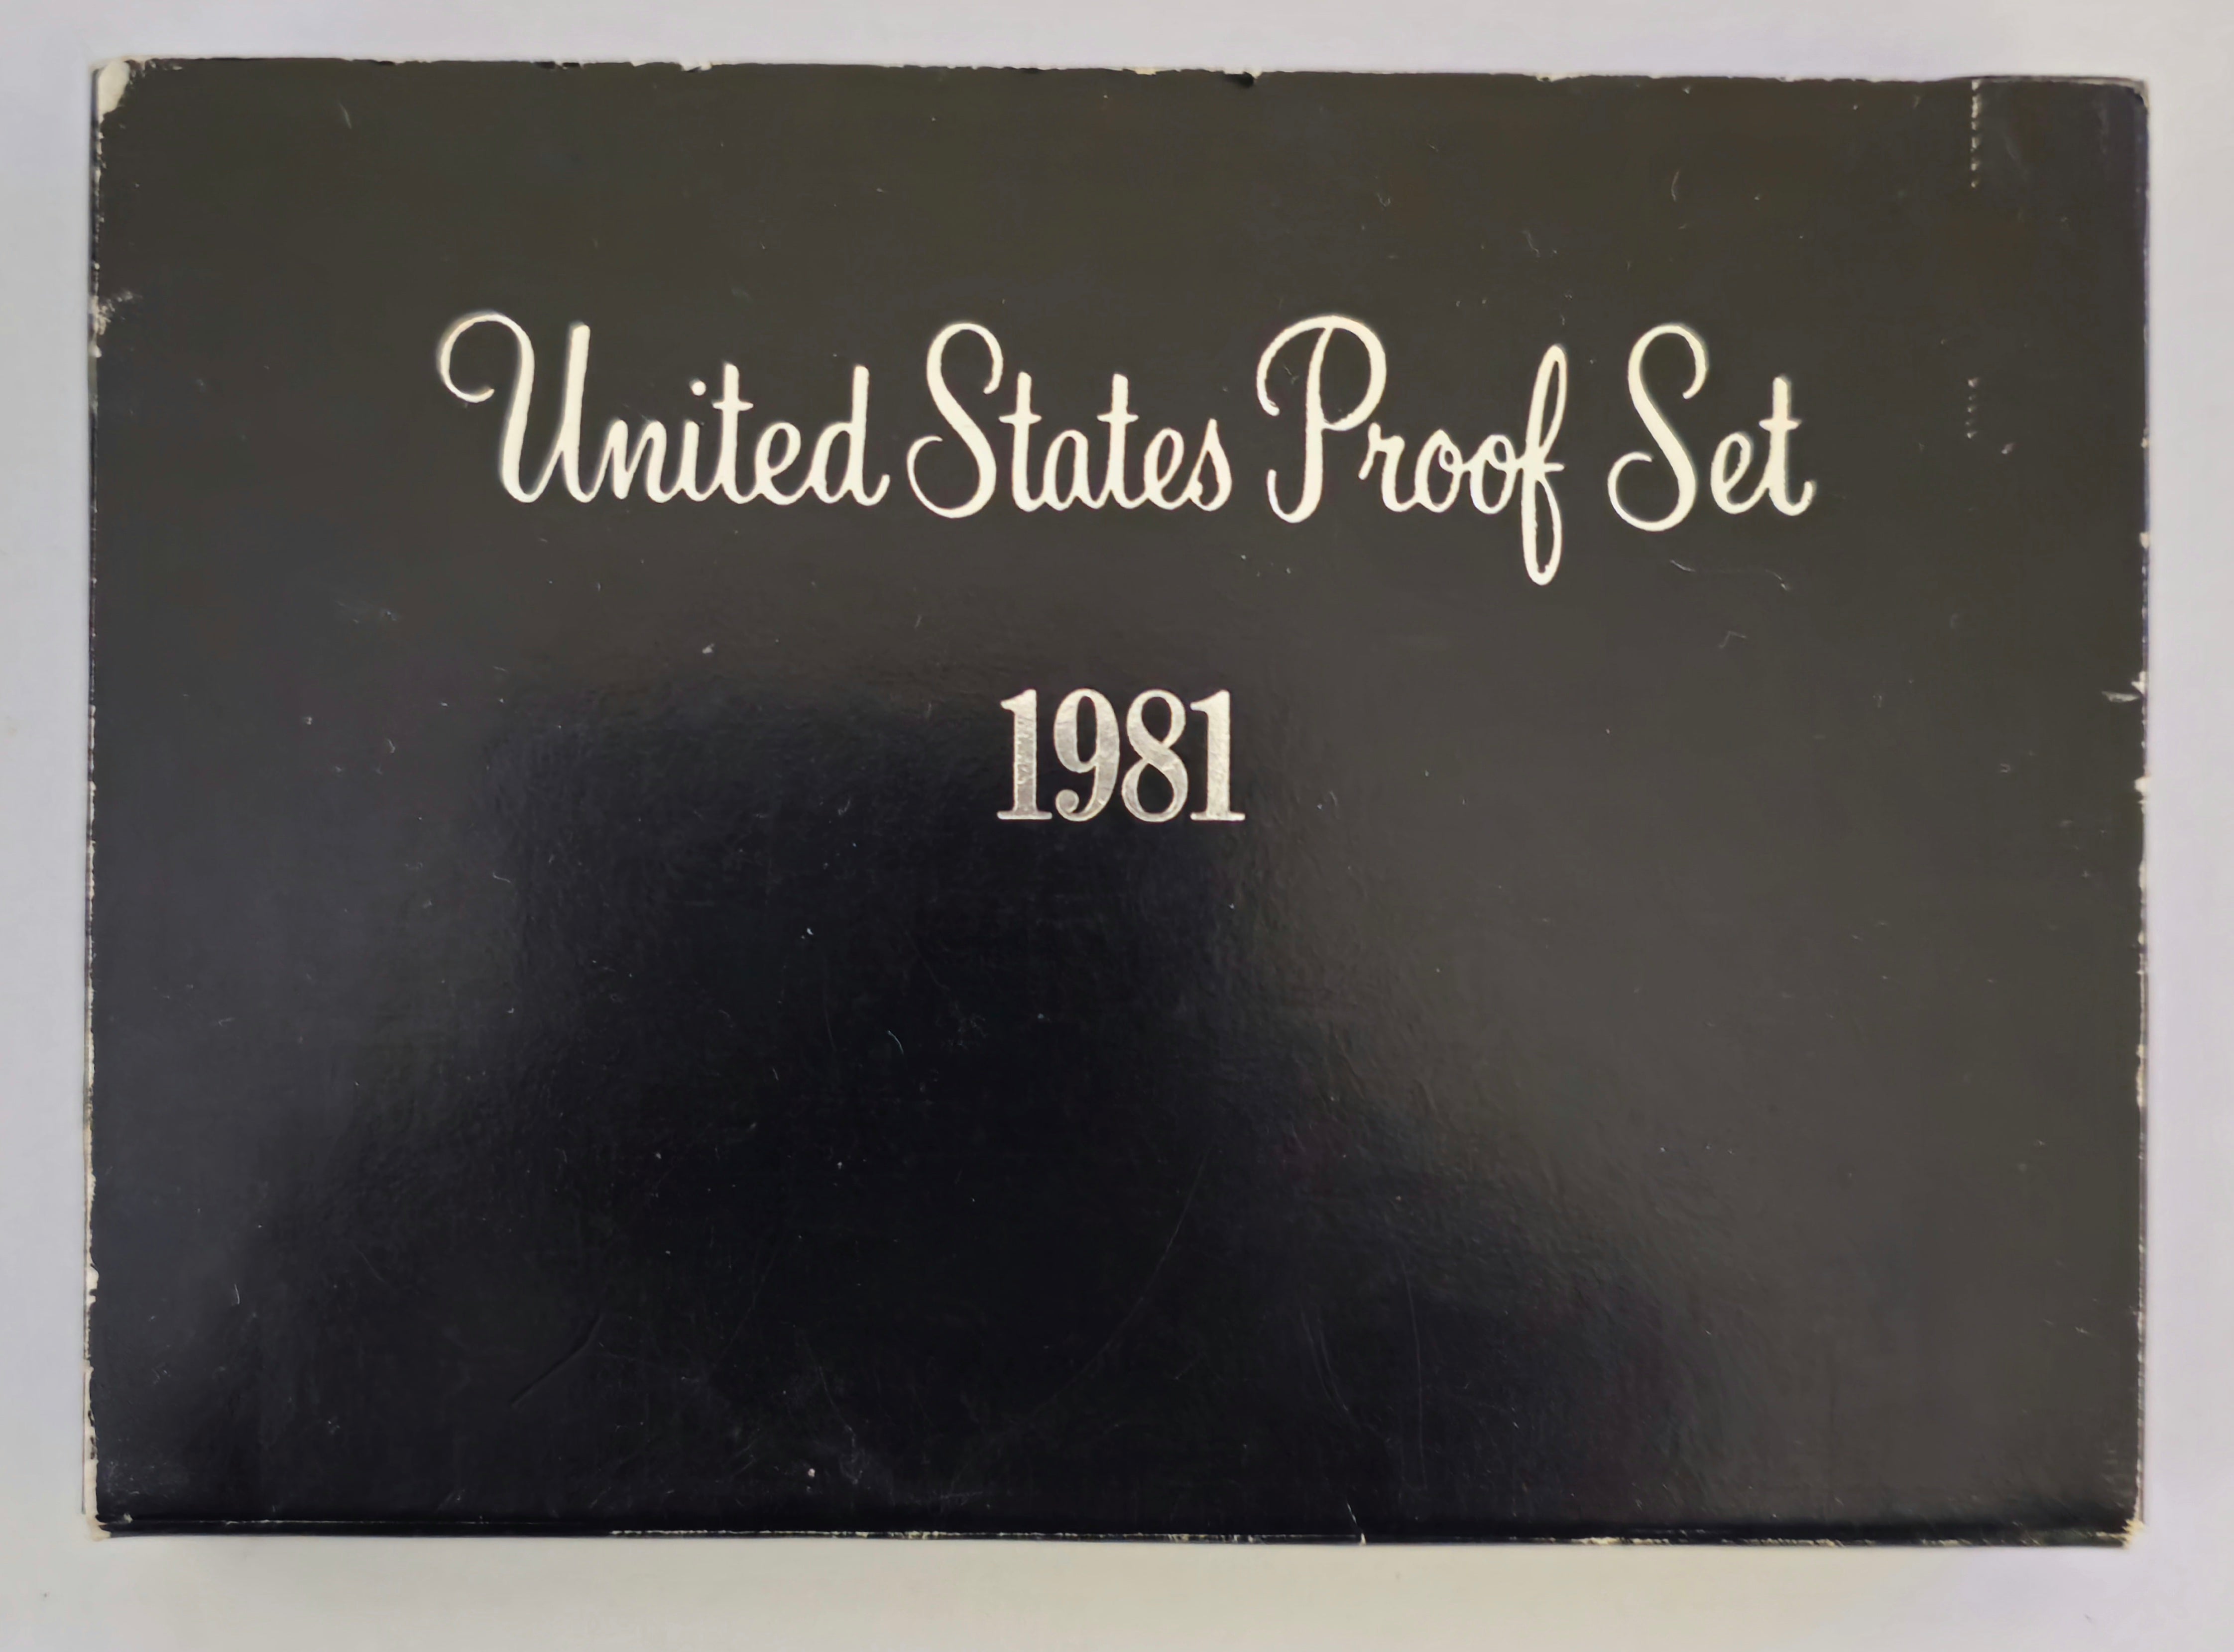 United States Proof Set
1981